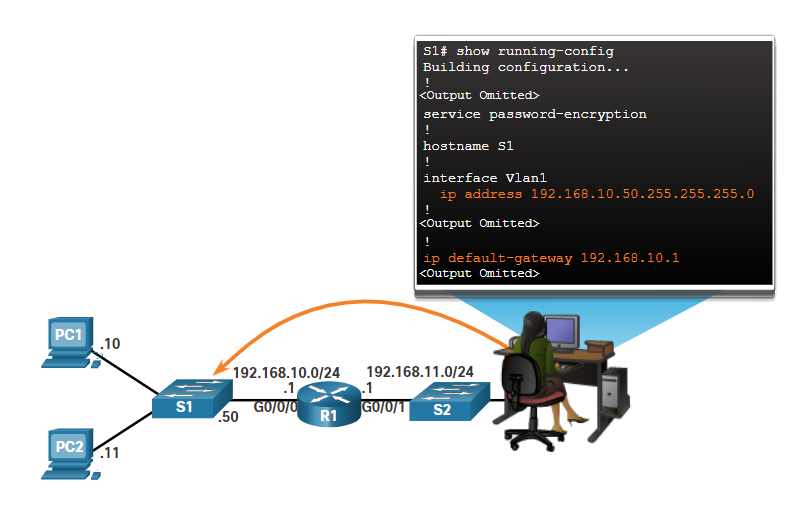 S1# show running-config
Building configuration...
!
<Output Omitted>
service password-encryption
!
hostname S1
!
interface Vlan1
ip address 192.168.10.50.255.255.255.0
!
<Output Omitted>
!
ip default-gateway 192.168.10.1
<Output Omitted>
PC1
.10
192.168.10.0/24
192.168.11.0/24
.1
.1
S1
G0/0/0
R1
G0/0/1
S2
.50
PC2
.11